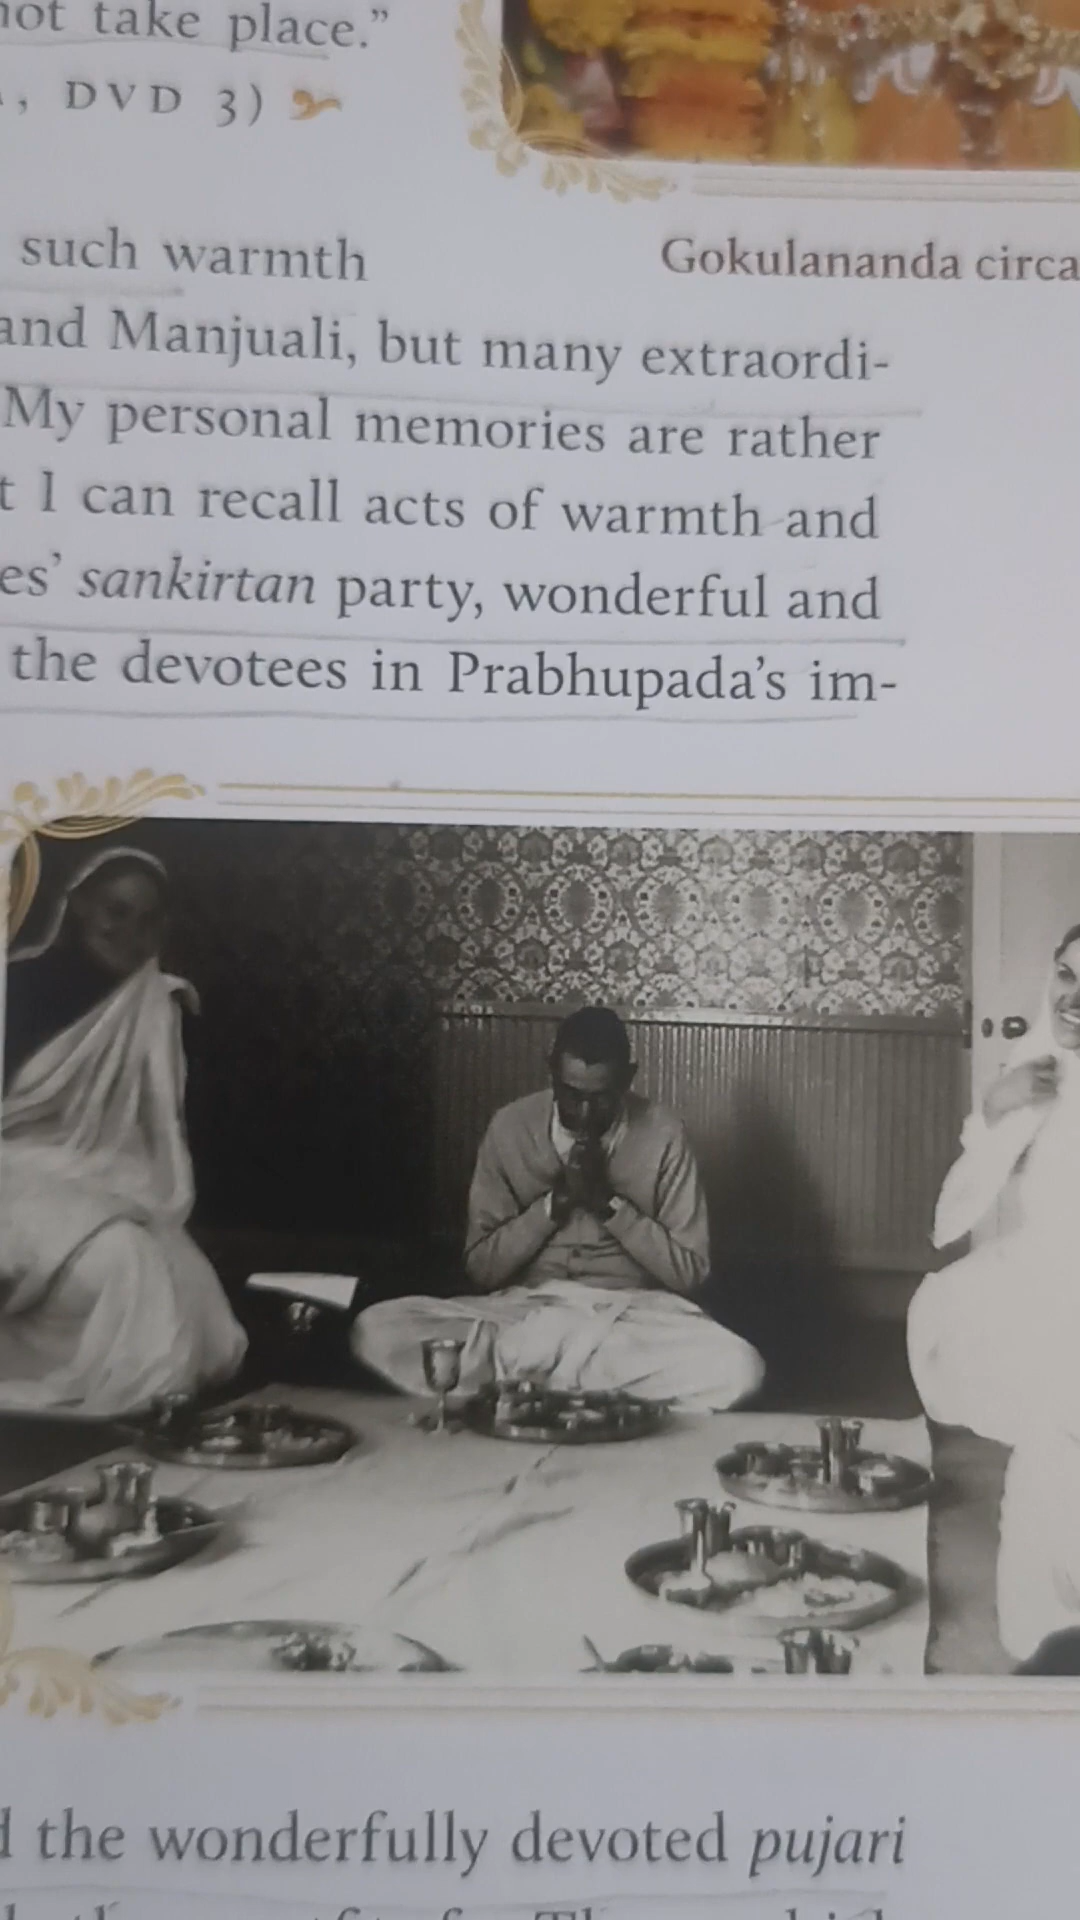 not take place.”
, DVD 3)
such warmth
Gokulananda circa
and Manjuali, but many extraordi-
My personal memories are rather
t I can recall acts of warmth and
es’ sankirtan party, wonderful and
the devotees in Prabhupada’s im-
d the wonderfully devoted pujari